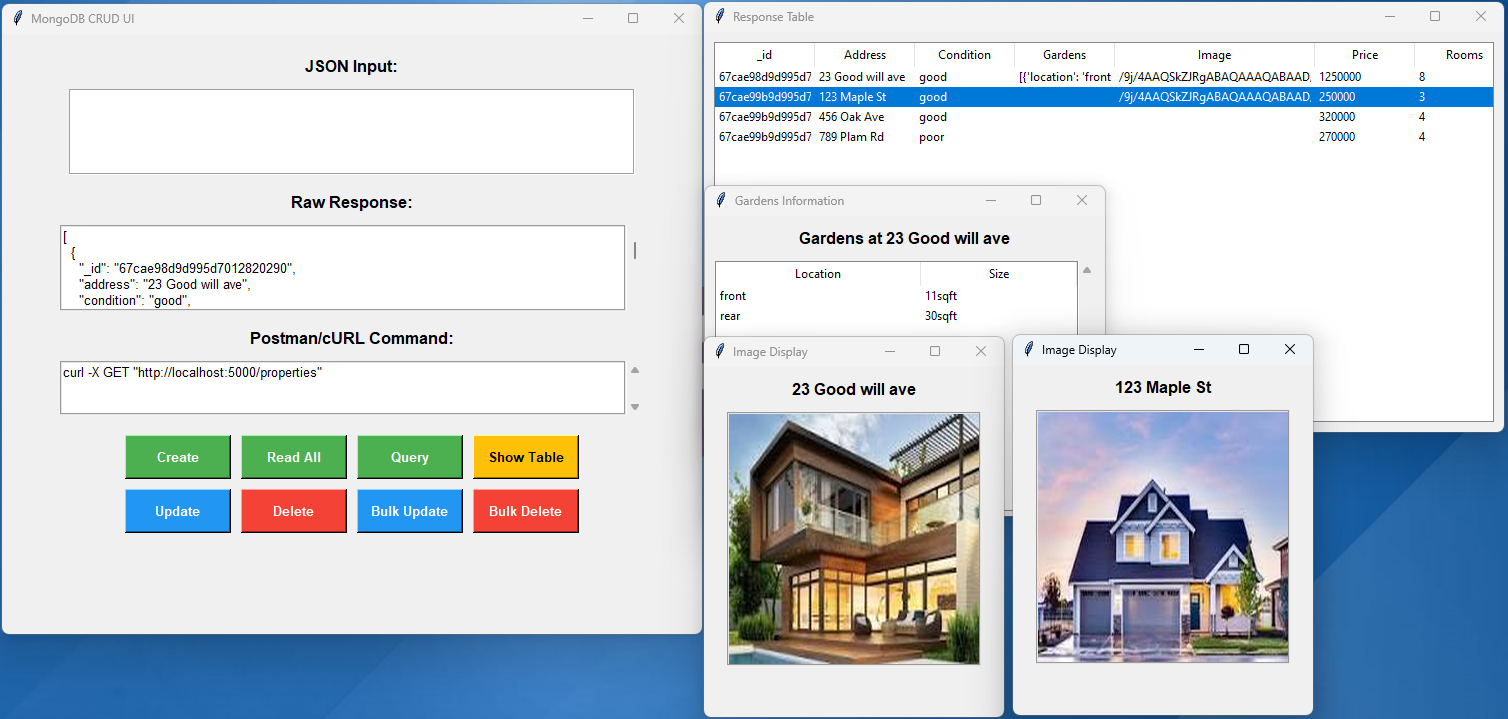 MongoDB CRUD UI
JSON Input:
Raw Response:
[
{
"_id": "67cae98d9d995d7012820290",
"address": "23 Good will ave",
"condition": "good",
Postman/cURL Command:
curl -X GET "http://localhost:5000/properties"
Create Read All Query Show Table
Update Delete Bulk Update Bulk Delete
Response Table
_id Address Condition Gardens Image Price Rooms
67cae98d9d995d7 23 Good will ave good [{'location': 'front /9j/4AAQSkZJRgABAQAAAQABAAD, 1250000 8
67cae99b9d995d7 123 Maple St good /9j/4AAQSkZJRgABAQAAAQABAAD, 250000 3
67cae99b9d995d7 456 Oak Ave good 320000 4
67cae99b9d995d7 789 Plam Rd poor 270000 4
Gardens Information
Gardens at 23 Good will ave
Location Size
front 11sqft
rear 30sqft
Image Display
23 Good will ave
Image Display
123 Maple St